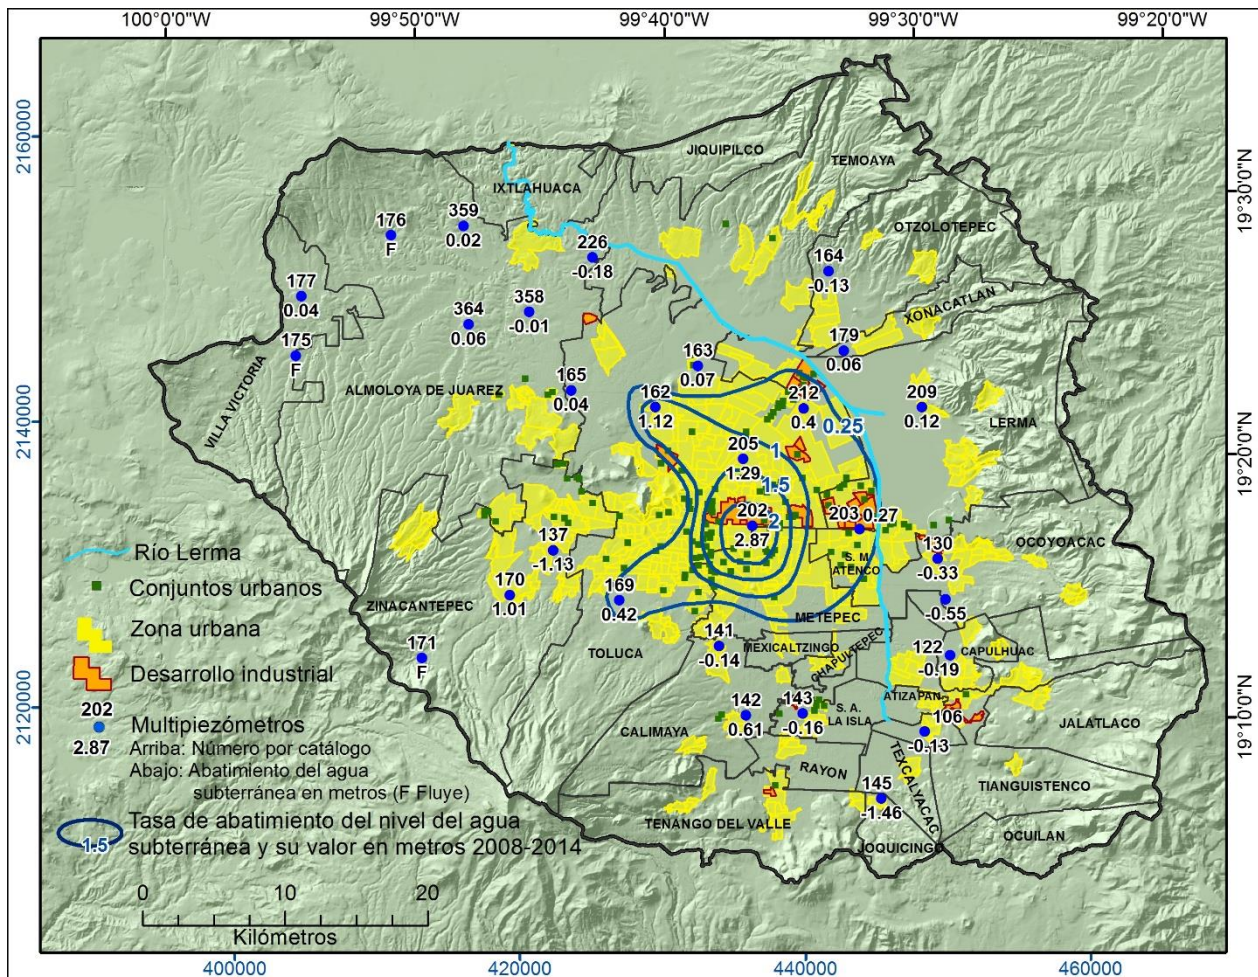 100°0'0"W
99°50'0"W
99°40'0"W
99°30'0"W
99°20'0"W
2160000
2140000
2120000
19°30'0"N
19°20'0"N
19°10'0"N
400000
420000
440000
460000
JIQUIPILCO
TEMOAYA
IXTLAHUACA
OTZOLOTEPEC
XONACATLAN
VILLA VICTORIA
ALMOLOYA DE JUAREZ
LERMA
OCOYOACAC
ZINACANTEPEC
TOLUCA
S. M.
ATENCO
METEPEC
MEXICALTZINGO
CHAPULTEPEC
CAPULHUAC
ATIZAPAN
CALIMAYA
S. A.
LA ISLA
JALATLACO
RAYON
TEXCALYACAC
TIANGUISTENCO
TENANGO DEL VALLE
JOQUICINGO
OCUILAN
176
F
359
0.02
226
-0.18
164
-0.13
177
0.04
364
0.06
358
-0.01
175
F
179
0.06
163
0.07
165
0.04
162
1.12
212
0.4
0.25
209
0.12
205
1.29
1
1.5
202
2
2.87
203
0.27
137
-1.13
130
-0.33
170
1.01
169
0.42
-0.55
171
F
141
-0.14
122
-0.19
142
0.61
143
-0.16
106
-0.13
145
-1.46
Río Lerma
Conjuntos urbanos
Zona urbana
Desarrollo industrial
202
Multipiezómetros
2.87
Arriba: Número por catálogo
Abajo: Abatimiento del agua
subterránea en metros (F Fluye)
Tasa de abatimiento del nivel del agua
1.5 subterránea y su valor en metros 2008-2014
0 10 20
Kilómetros